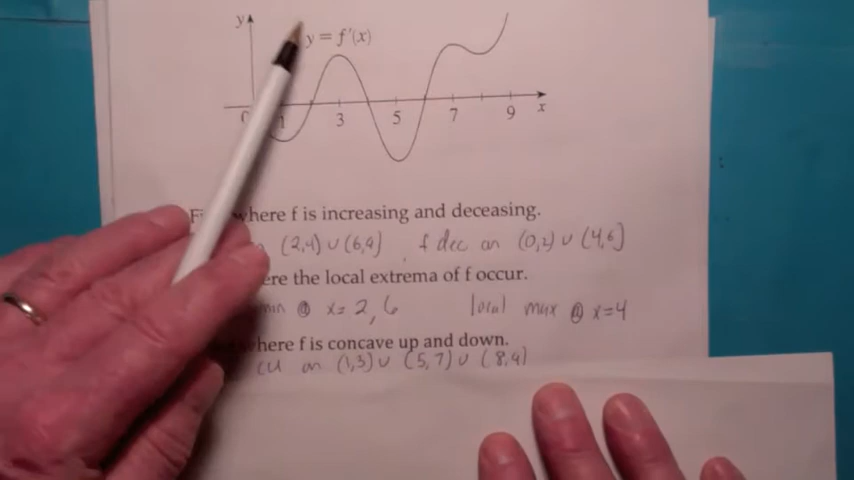 y
y = f'(x)
0 1 3 5 7 9 x
where f is increasing and deceasing.
(2,4) ∪ (6,9] , f dec on (0,2) ∪ (4,6]
ere the local extrema of f occur.
min @ x= 2, 6 local max @ x=4
where f is concave up and down.
CU on (1,3) ∪ (5,7) ∪ (8,9]